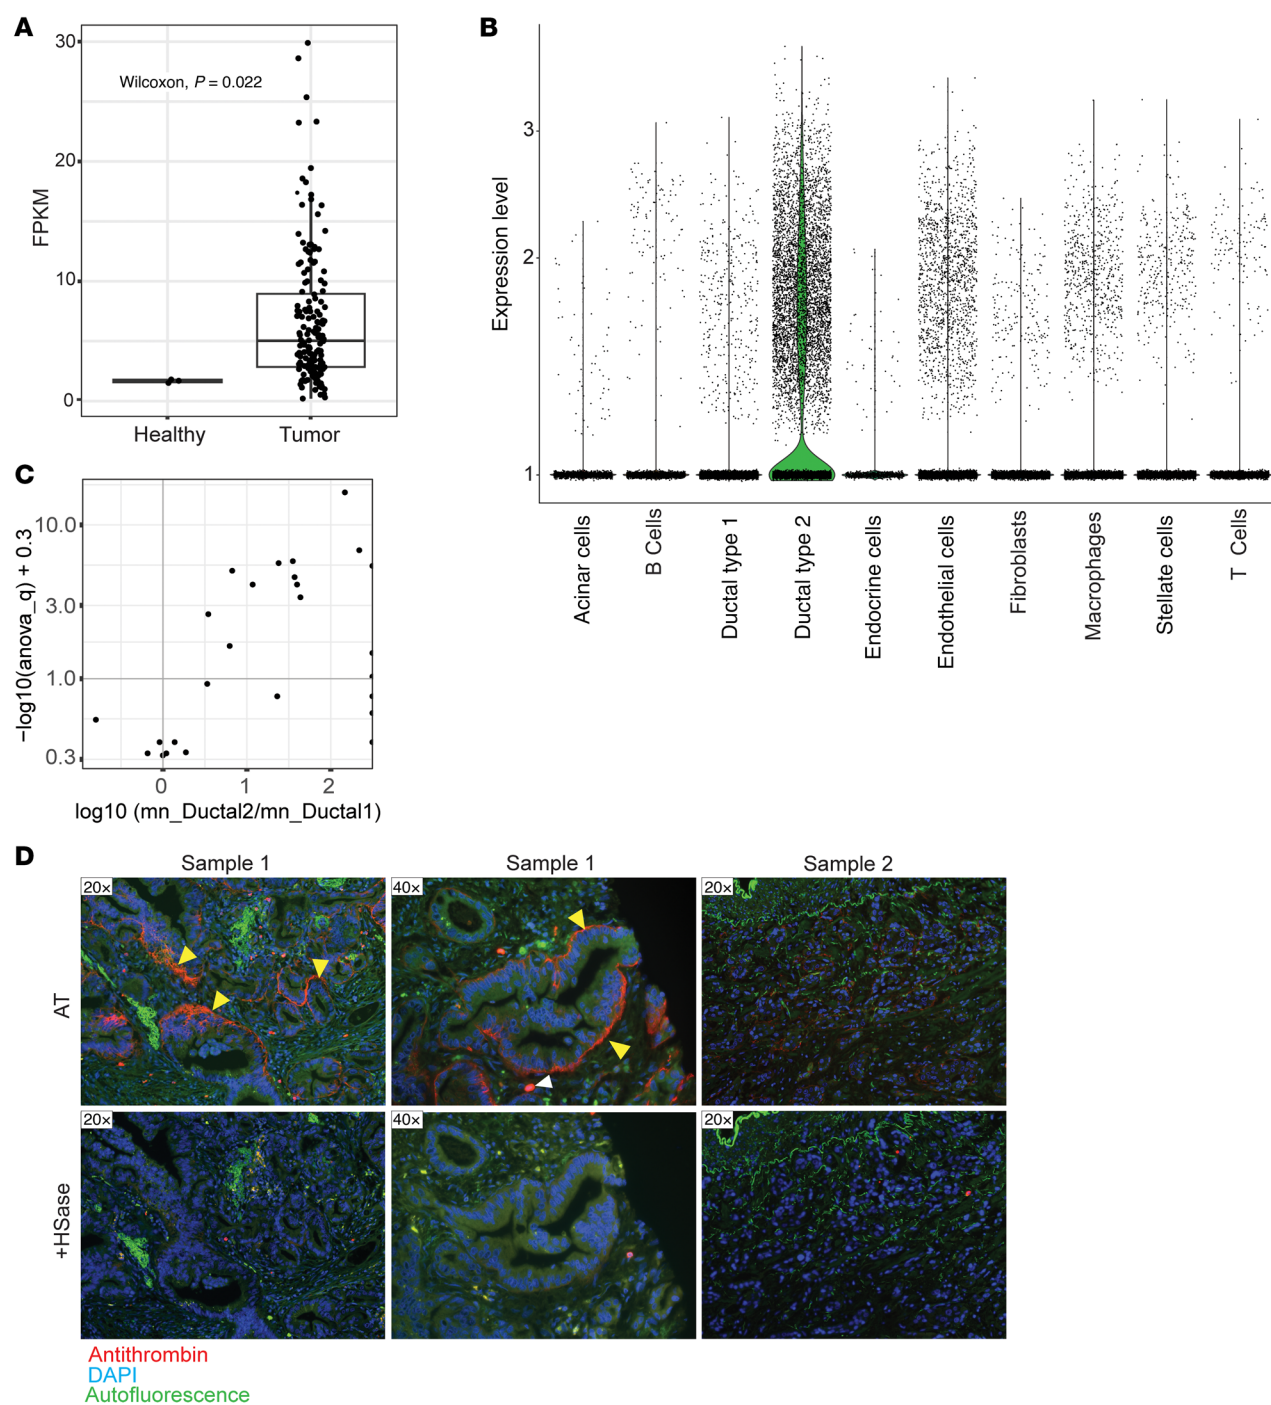 A
30
20
10
0
FPKM
Wilcoxon, P = 0.022
Healthy
Tumor
B
3
2
1
Expression level
Acinar cells
B Cells
Ductal type 1
Ductal type 2
Endocrine cells
Endothelial cells
Fibroblasts
Macrophages
Stellate cells
T Cells
C
10.0
3.0
1.0
0.3
−log10(anova_q) + 0.3
0
1
2
log10 (mn_Ductal2/mn_Ductal1)
D
Sample 1
Sample 1
Sample 2
AT
20×
40×
20×
+HSase
20×
40×
20×
Antithrombin
DAPI
Autofluorescence